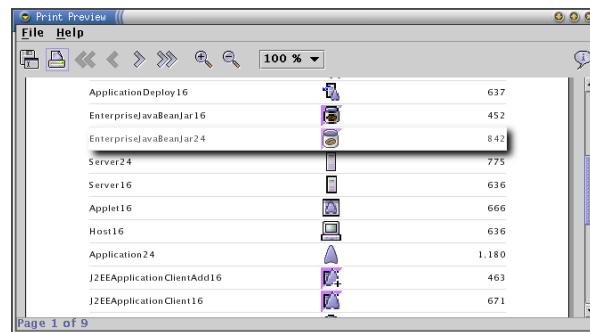 Print Preview
File Help
100 %
ApplicationDeploy16 637
EnterpriseJavaBeanJar16 452
EnterpriseJavaBeanJar24 842
Server24 775
Server16 636
Applet16 666
Host16 636
Application24 1,180
J2EEApplicationClientAdd16 463
J2EEApplicationClient16 671
Page 1 of 9